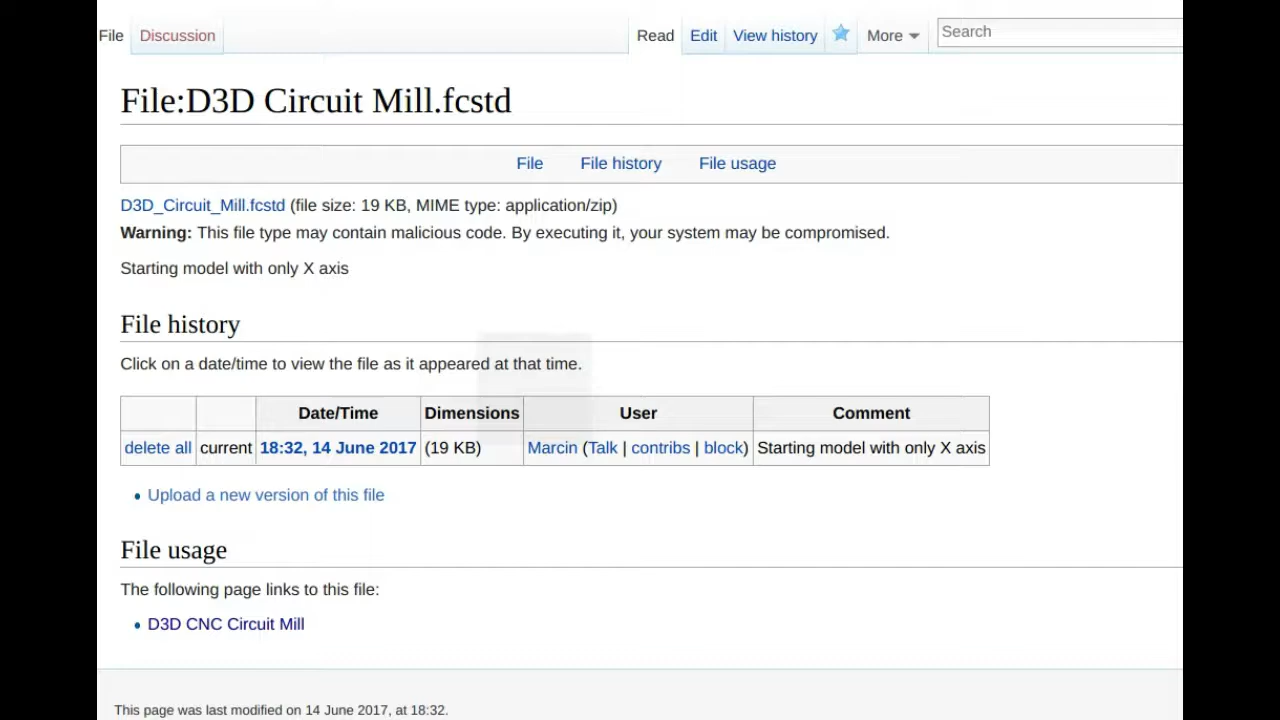 File Discussion Read Edit View history More Search
File:D3D Circuit Mill.fcstd
File File history File usage
D3D_Circuit_Mill.fcstd (file size: 19 KB, MIME type: application/zip)
Warning: This file type may contain malicious code. By executing it, your system may be compromised.
Starting model with only X axis
File history
Click on a date/time to view the file as it appeared at that time.
Date/Time Dimensions User Comment
delete all current 18:32, 14 June 2017 (19 KB) Marcin (Talk | contribs | block) Starting model with only X axis
• Upload a new version of this file
File usage
The following page links to this file:
• D3D CNC Circuit Mill
This page was last modified on 14 June 2017, at 18:32.